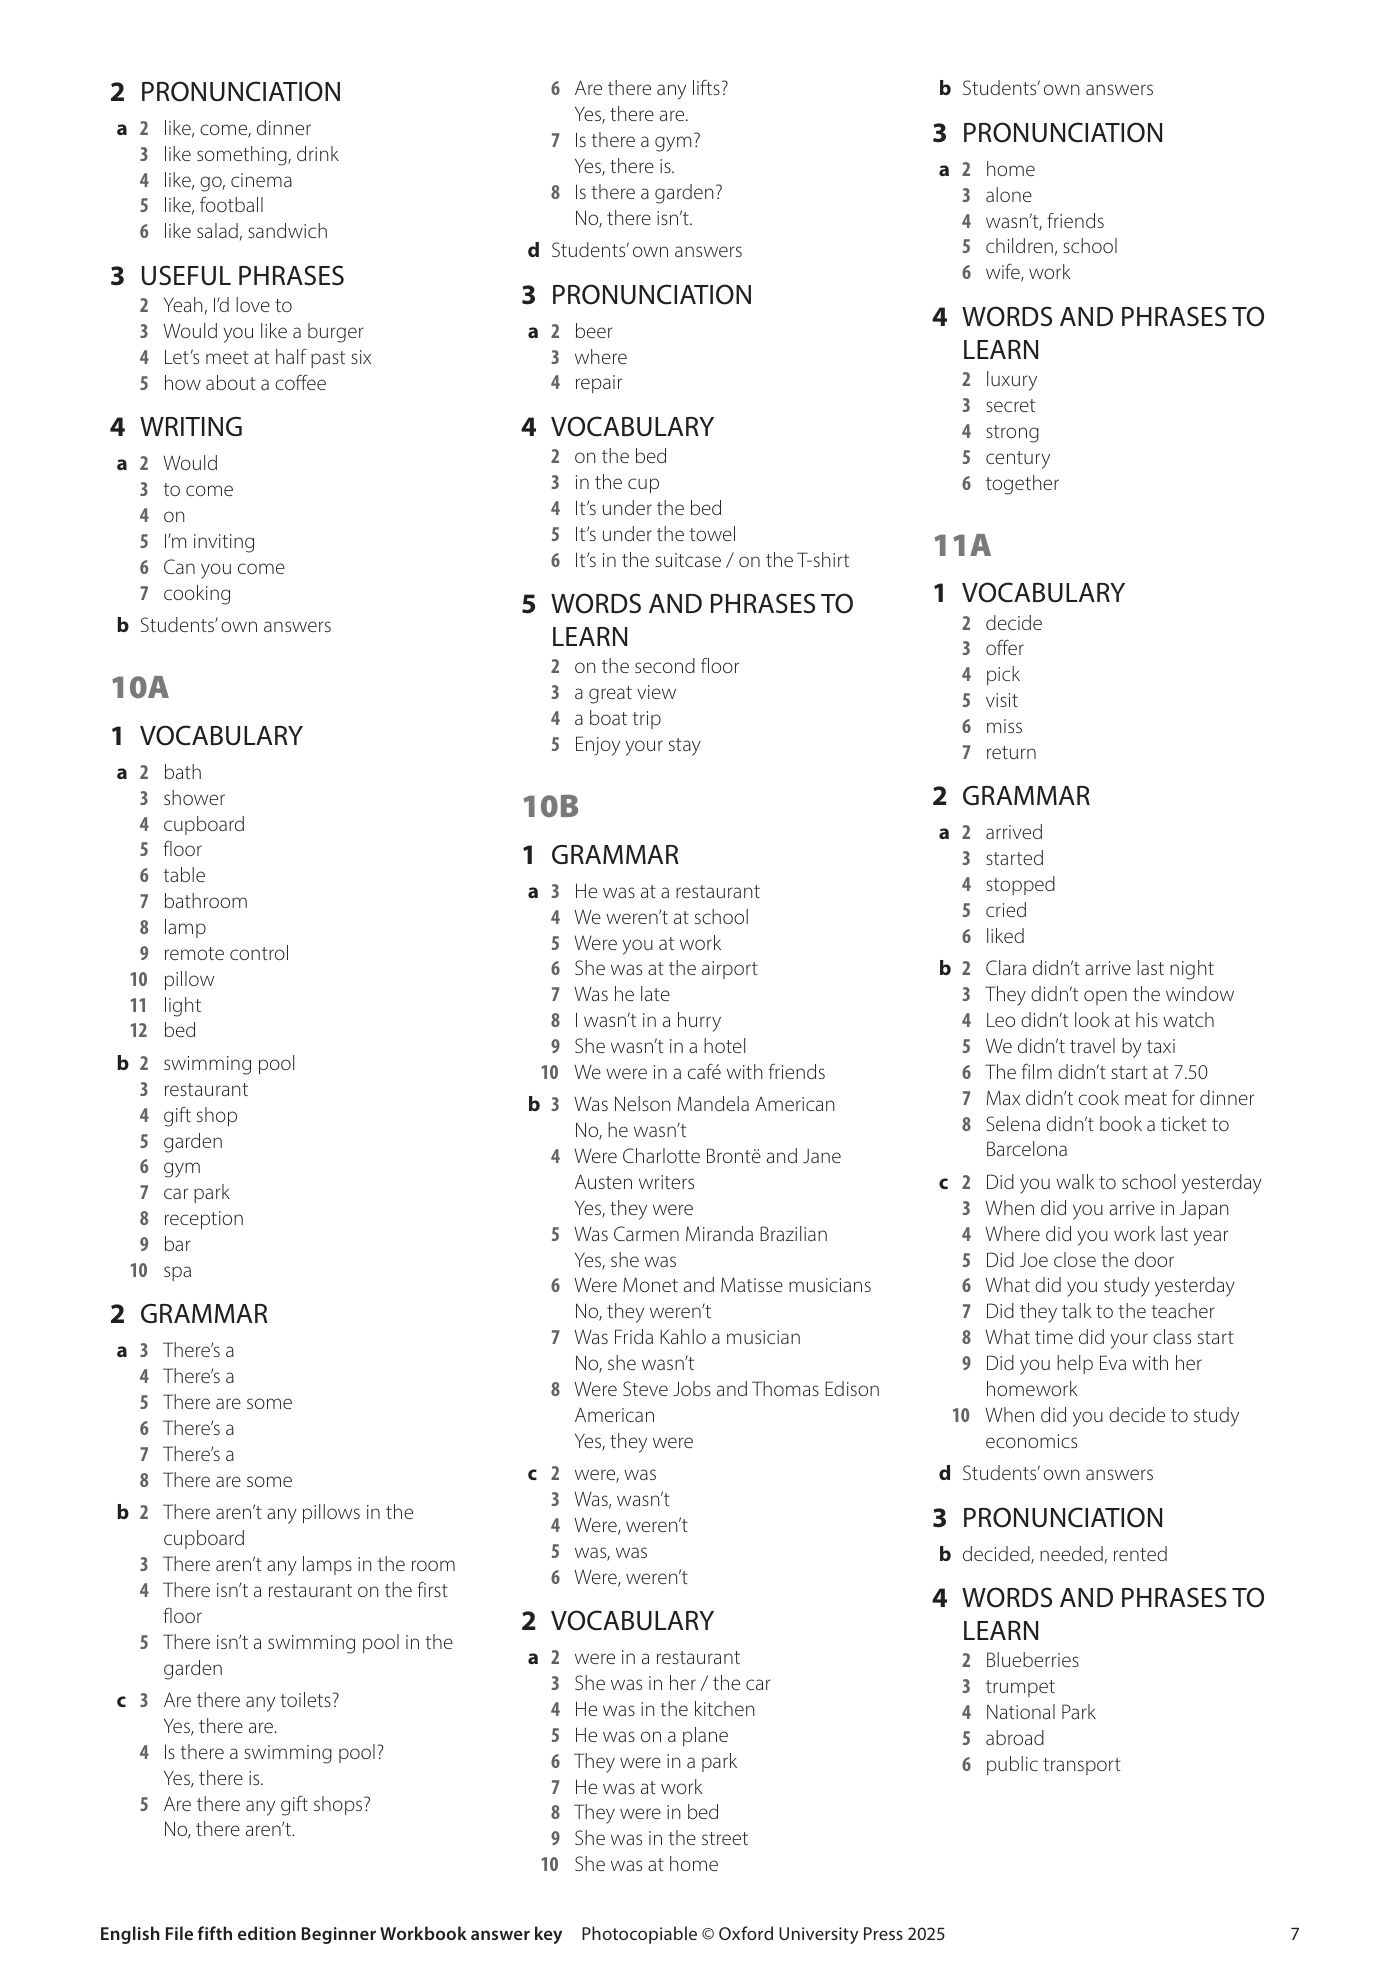 2 PRONUNCIATION
a 2 like, come, dinner
3 like something, drink
4 like, go, cinema
5 like, football
6 like salad, sandwich
3 USEFUL PHRASES
2 Yeah, I’d love to
3 Would you like a burger
4 Let’s meet at half past six
5 how about a coffee
4 WRITING
a 2 Would
3 to come
4 on
5 I’m inviting
6 Can you come
7 cooking
b Students’ own answers
10A
1 VOCABULARY
a 2 bath
3 shower
4 cupboard
5 floor
6 table
7 bathroom
8 lamp
9 remote control
10 pillow
11 light
12 bed
b 2 swimming pool
3 restaurant
4 gift shop
5 garden
6 gym
7 car park
8 reception
9 bar
10 spa
2 GRAMMAR
a 3 There’s a
4 There’s a
5 There are some
6 There’s a
7 There’s a
8 There are some
b 2 There aren’t any pillows in the
cupboard
3 There aren’t any lamps in the room
4 There isn’t a restaurant on the first
floor
5 There isn’t a swimming pool in the
garden
c 3 Are there any toilets?
Yes, there are.
4 Is there a swimming pool?
Yes, there is.
5 Are there any gift shops?
No, there aren’t.
6 Are there any lifts?
Yes, there are.
7 Is there a gym?
Yes, there is.
8 Is there a garden?
No, there isn’t.
d Students’ own answers
3 PRONUNCIATION
a 2 beer
3 where
4 repair
4 VOCABULARY
2 on the bed
3 in the cup
4 It’s under the bed
5 It’s under the towel
6 It’s in the suitcase / on the T-shirt
5 WORDS AND PHRASES TO
LEARN
2 on the second floor
3 a great view
4 a boat trip
5 Enjoy your stay
10B
1 GRAMMAR
a 3 He was at a restaurant
4 We weren’t at school
5 Were you at work
6 She was at the airport
7 Was he late
8 I wasn’t in a hurry
9 She wasn’t in a hotel
10 We were in a café with friends
b 3 Was Nelson Mandela American
No, he wasn’t
4 Were Charlotte Brontë and Jane
Austen writers
Yes, they were
5 Was Carmen Miranda Brazilian
Yes, she was
6 Were Monet and Matisse musicians
No, they weren’t
7 Was Frida Kahlo a musician
No, she wasn’t
8 Were Steve Jobs and Thomas Edison
American
Yes, they were
c 2 were, was
3 Was, wasn’t
4 Were, weren’t
5 was, was
6 Were, weren’t
2 VOCABULARY
a 2 were in a restaurant
3 She was in her / the car
4 He was in the kitchen
5 He was on a plane
6 They were in a park
7 He was at work
8 They were in bed
9 She was in the street
10 She was at home
b Students’ own answers
3 PRONUNCIATION
a 2 home
3 alone
4 wasn’t, friends
5 children, school
6 wife, work
4 WORDS AND PHRASES TO
LEARN
2 luxury
3 secret
4 strong
5 century
6 together
11A
1 VOCABULARY
2 decide
3 offer
4 pick
5 visit
6 miss
7 return
2 GRAMMAR
a 2 arrived
3 started
4 stopped
5 cried
6 liked
b 2 Clara didn’t arrive last night
3 They didn’t open the window
4 Leo didn’t look at his watch
5 We didn’t travel by taxi
6 The film didn’t start at 7.50
7 Max didn’t cook meat for dinner
8 Selena didn’t book a ticket to
Barcelona
c 2 Did you walk to school yesterday
3 When did you arrive in Japan
4 Where did you work last year
5 Did Joe close the door
6 What did you study yesterday
7 Did they talk to the teacher
8 What time did your class start
9 Did you help Eva with her
homework
10 When did you decide to study
economics
d Students’ own answers
3 PRONUNCIATION
b decided, needed, rented
4 WORDS AND PHRASES TO
LEARN
2 Blueberries
3 trumpet
4 National Park
5 abroad
6 public transport
English File fifth edition Beginner Workbook answer key Photocopiable © Oxford University Press 2025 7